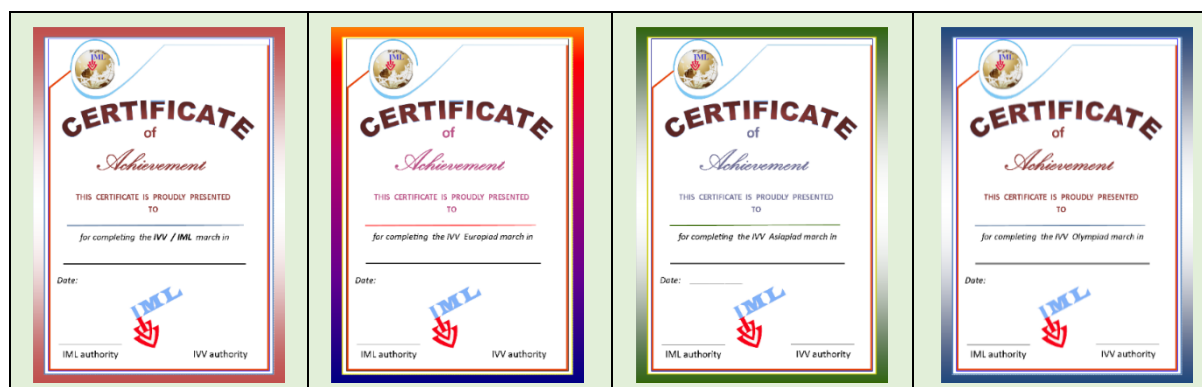 IML
CERTIFICATE
of
Achievement
THIS CERTIFICATE IS PROUDLY PRESENTED
TO
for completing the IVV / IML march in
Date:
IML
IML authority IVV authority
IML
CERTIFICATE
of
Achievement
THIS CERTIFICATE IS PROUDLY PRESENTED
TO
for completing the IVV Europiad march in
Date:
IML
IML authority IVV authority
IML
CERTIFICATE
of
Achievement
THIS CERTIFICATE IS PROUDLY PRESENTED
TO
for completing the IVV Asiapiad march in
Date:
IML
IML authority IVV authority
IML
CERTIFICATE
of
Achievement
THIS CERTIFICATE IS PROUDLY PRESENTED
TO
for completing the IVV Olympiad march in
Date:
IML
IML authority IVV authority